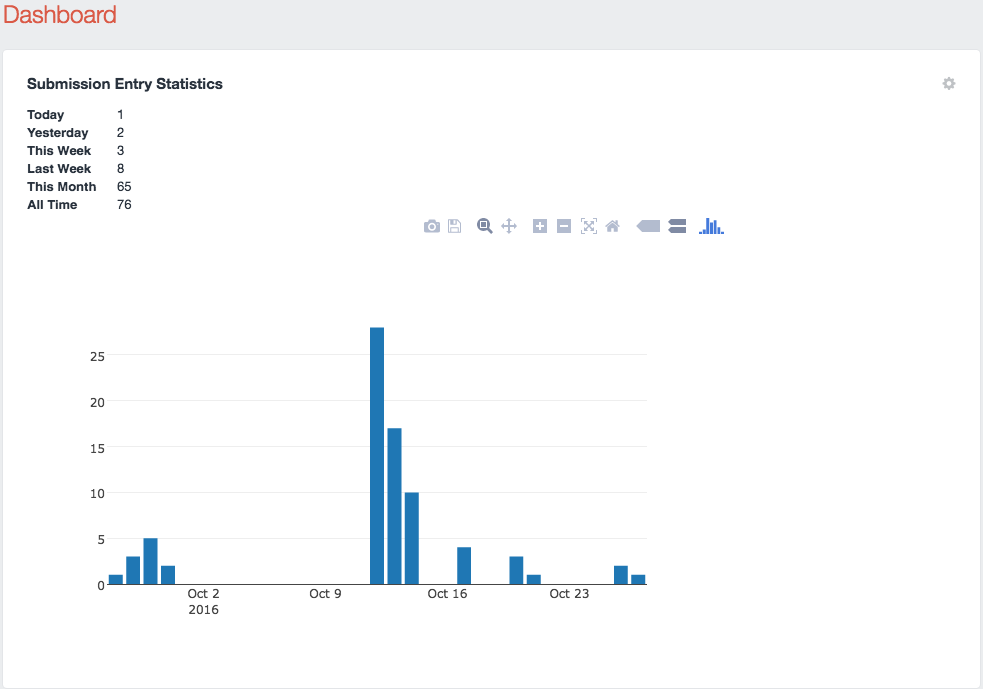 Dashboard
Submission Entry Statistics
Today 1
Yesterday 2
This Week 3
Last Week 8
This Month 65
All Time 76
25
20
15
10
5
0
Oct 2 Oct 9 Oct 16 Oct 23
2016